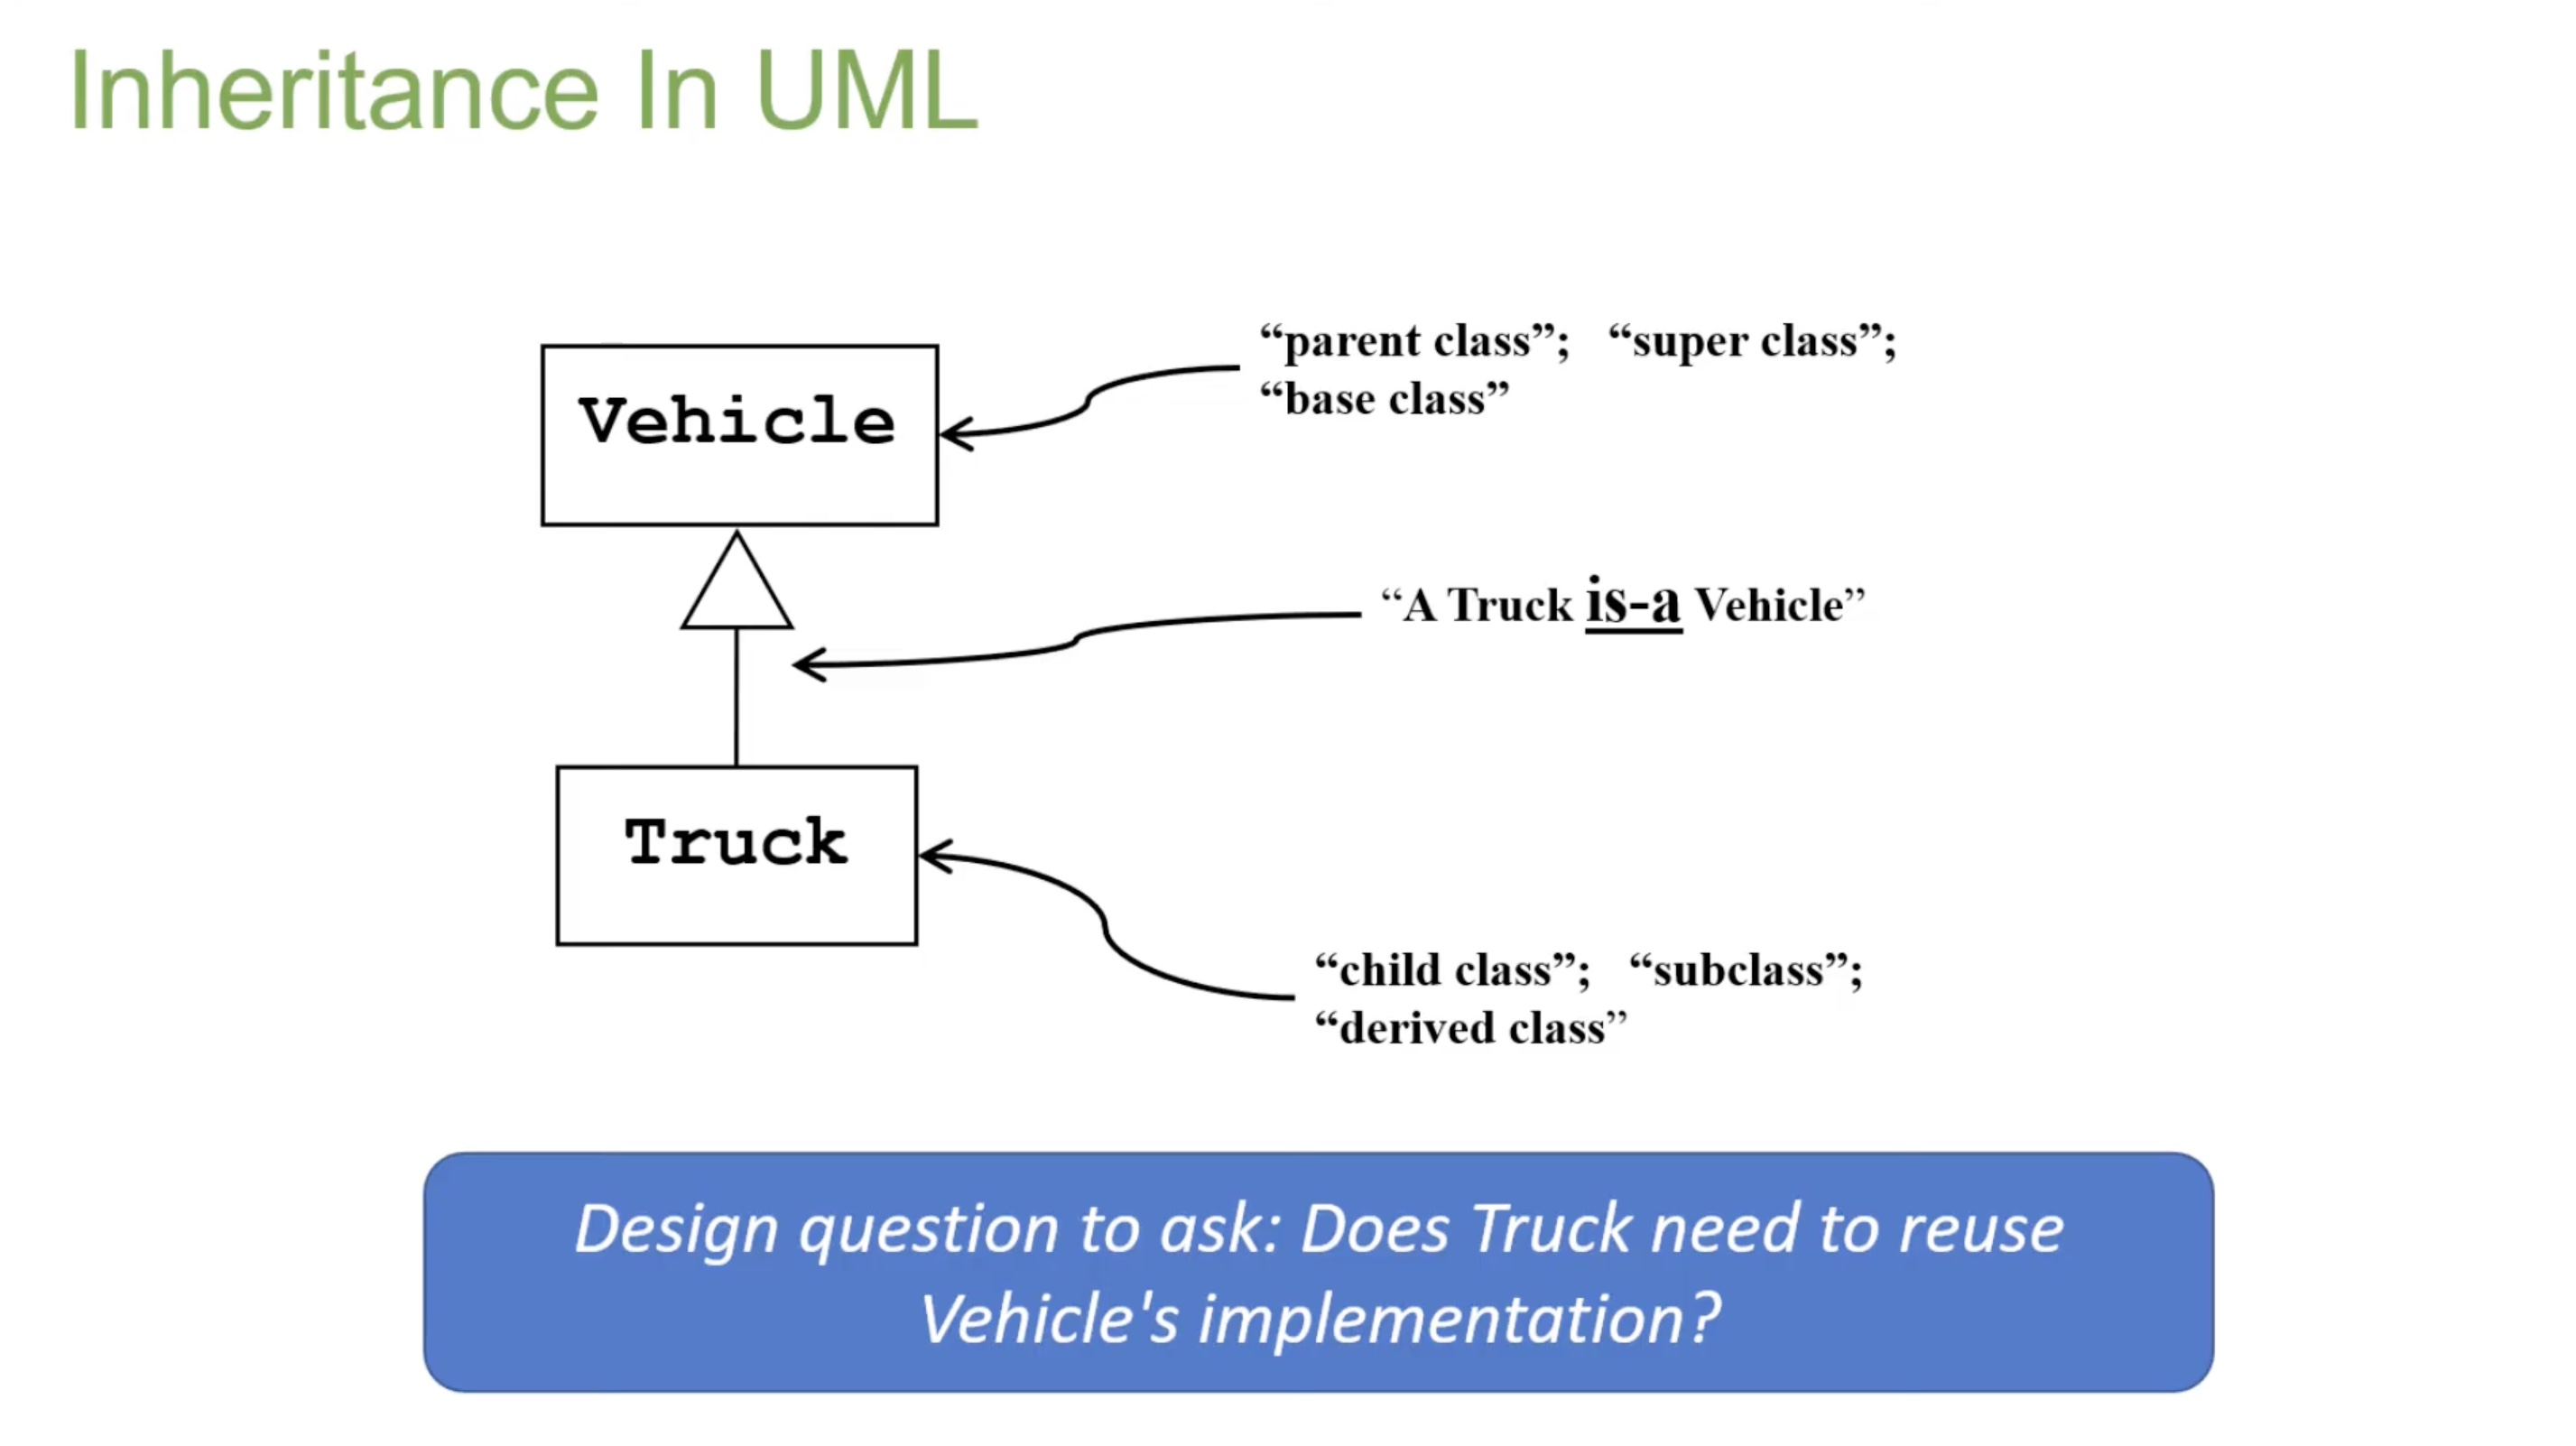 Inheritance In UML
“parent class”; “super class”;
“base class”
Vehicle
“A Truck is-a Vehicle”
Truck
“child class”; “subclass”;
“derived class”
Design question to ask: Does Truck need to reuse
Vehicle's implementation?